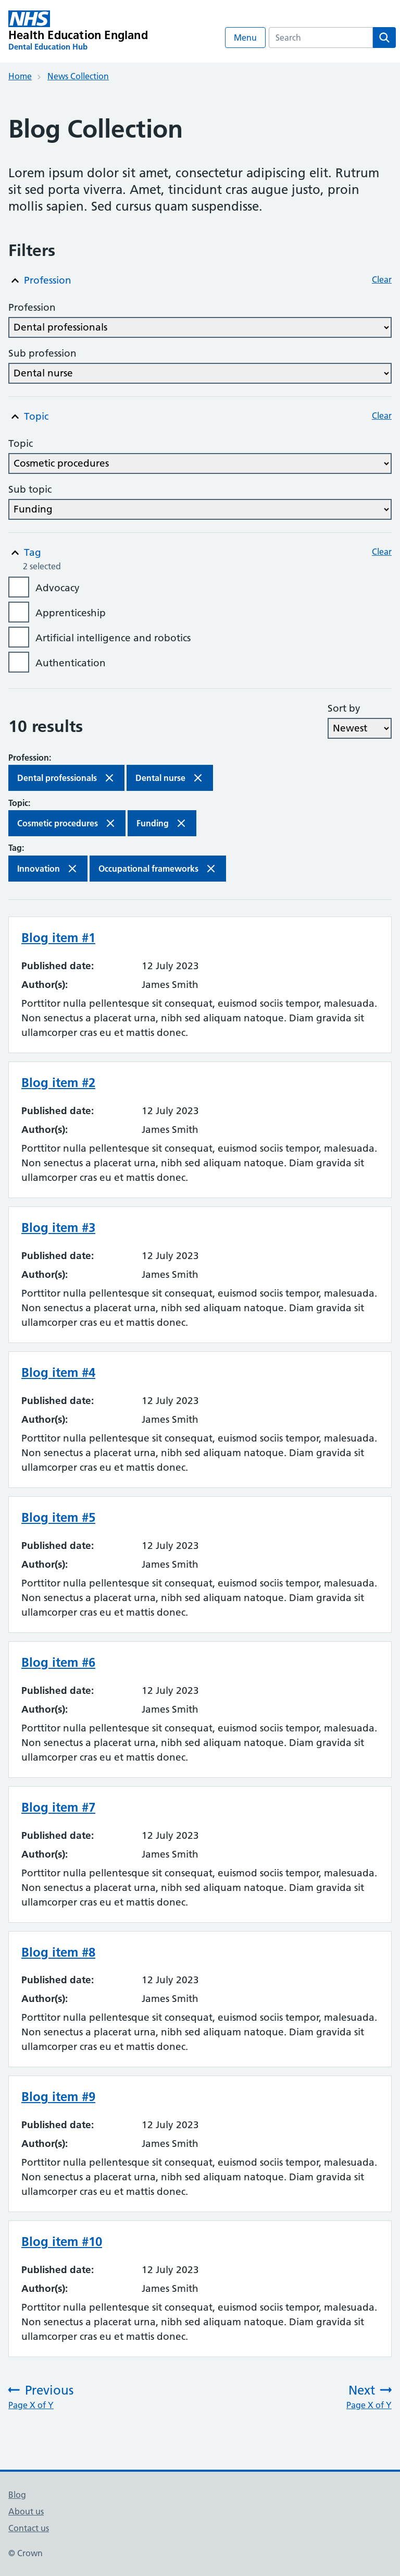 NHS
Health Education England
Dental Education Hub
Menu
Search
Home
News Collection
Blog Collection
Lorem ipsum dolor sit amet, consectetur adipiscing elit. Rutrum
sit sed porta viverra. Amet, tincidunt cras augue justo, proin
mollis sapien. Sed cursus quam suspendisse.
Filters
Profession
Clear
Profession
Dental professionals
Sub profession
Dental nurse
Topic
Clear
Topic
Cosmetic procedures
Sub topic
Funding
Tag
Clear
2 selected
Advocacy
Apprenticeship
Artificial intelligence and robotics
Authentication
10 results
Sort by
Newest
Profession:
Dental professionals
Dental nurse
Topic:
Cosmetic procedures
Funding
Tag:
Innovation
Occupational frameworks
Blog item #1
Published date: 12 July 2023
Author(s): James Smith
Porttitor nulla pellentesque sit consequat, euismod sociis tempor, malesuada.
Non senectus a placerat urna, nibh sed aliquam natoque. Diam gravida sit
ullamcorper cras eu et mattis donec.
Blog item #2
Published date: 12 July 2023
Author(s): James Smith
Porttitor nulla pellentesque sit consequat, euismod sociis tempor, malesuada.
Non senectus a placerat urna, nibh sed aliquam natoque. Diam gravida sit
ullamcorper cras eu et mattis donec.
Blog item #3
Published date: 12 July 2023
Author(s): James Smith
Porttitor nulla pellentesque sit consequat, euismod sociis tempor, malesuada.
Non senectus a placerat urna, nibh sed aliquam natoque. Diam gravida sit
ullamcorper cras eu et mattis donec.
Blog item #4
Published date: 12 July 2023
Author(s): James Smith
Porttitor nulla pellentesque sit consequat, euismod sociis tempor, malesuada.
Non senectus a placerat urna, nibh sed aliquam natoque. Diam gravida sit
ullamcorper cras eu et mattis donec.
Blog item #5
Published date: 12 July 2023
Author(s): James Smith
Porttitor nulla pellentesque sit consequat, euismod sociis tempor, malesuada.
Non senectus a placerat urna, nibh sed aliquam natoque. Diam gravida sit
ullamcorper cras eu et mattis donec.
Blog item #6
Published date: 12 July 2023
Author(s): James Smith
Porttitor nulla pellentesque sit consequat, euismod sociis tempor, malesuada.
Non senectus a placerat urna, nibh sed aliquam natoque. Diam gravida sit
ullamcorper cras eu et mattis donec.
Blog item #7
Published date: 12 July 2023
Author(s): James Smith
Porttitor nulla pellentesque sit consequat, euismod sociis tempor, malesuada.
Non senectus a placerat urna, nibh sed aliquam natoque. Diam gravida sit
ullamcorper cras eu et mattis donec.
Blog item #8
Published date: 12 July 2023
Author(s): James Smith
Porttitor nulla pellentesque sit consequat, euismod sociis tempor, malesuada.
Non senectus a placerat urna, nibh sed aliquam natoque. Diam gravida sit
ullamcorper cras eu et mattis donec.
Blog item #9
Published date: 12 July 2023
Author(s): James Smith
Porttitor nulla pellentesque sit consequat, euismod sociis tempor, malesuada.
Non senectus a placerat urna, nibh sed aliquam natoque. Diam gravida sit
ullamcorper cras eu et mattis donec.
Blog item #10
Published date: 12 July 2023
Author(s): James Smith
Porttitor nulla pellentesque sit consequat, euismod sociis tempor, malesuada.
Non senectus a placerat urna, nibh sed aliquam natoque. Diam gravida sit
ullamcorper cras eu et mattis donec.
Previous
Page X of Y
Next
Page X of Y
Blog
About us
Contact us
© Crown